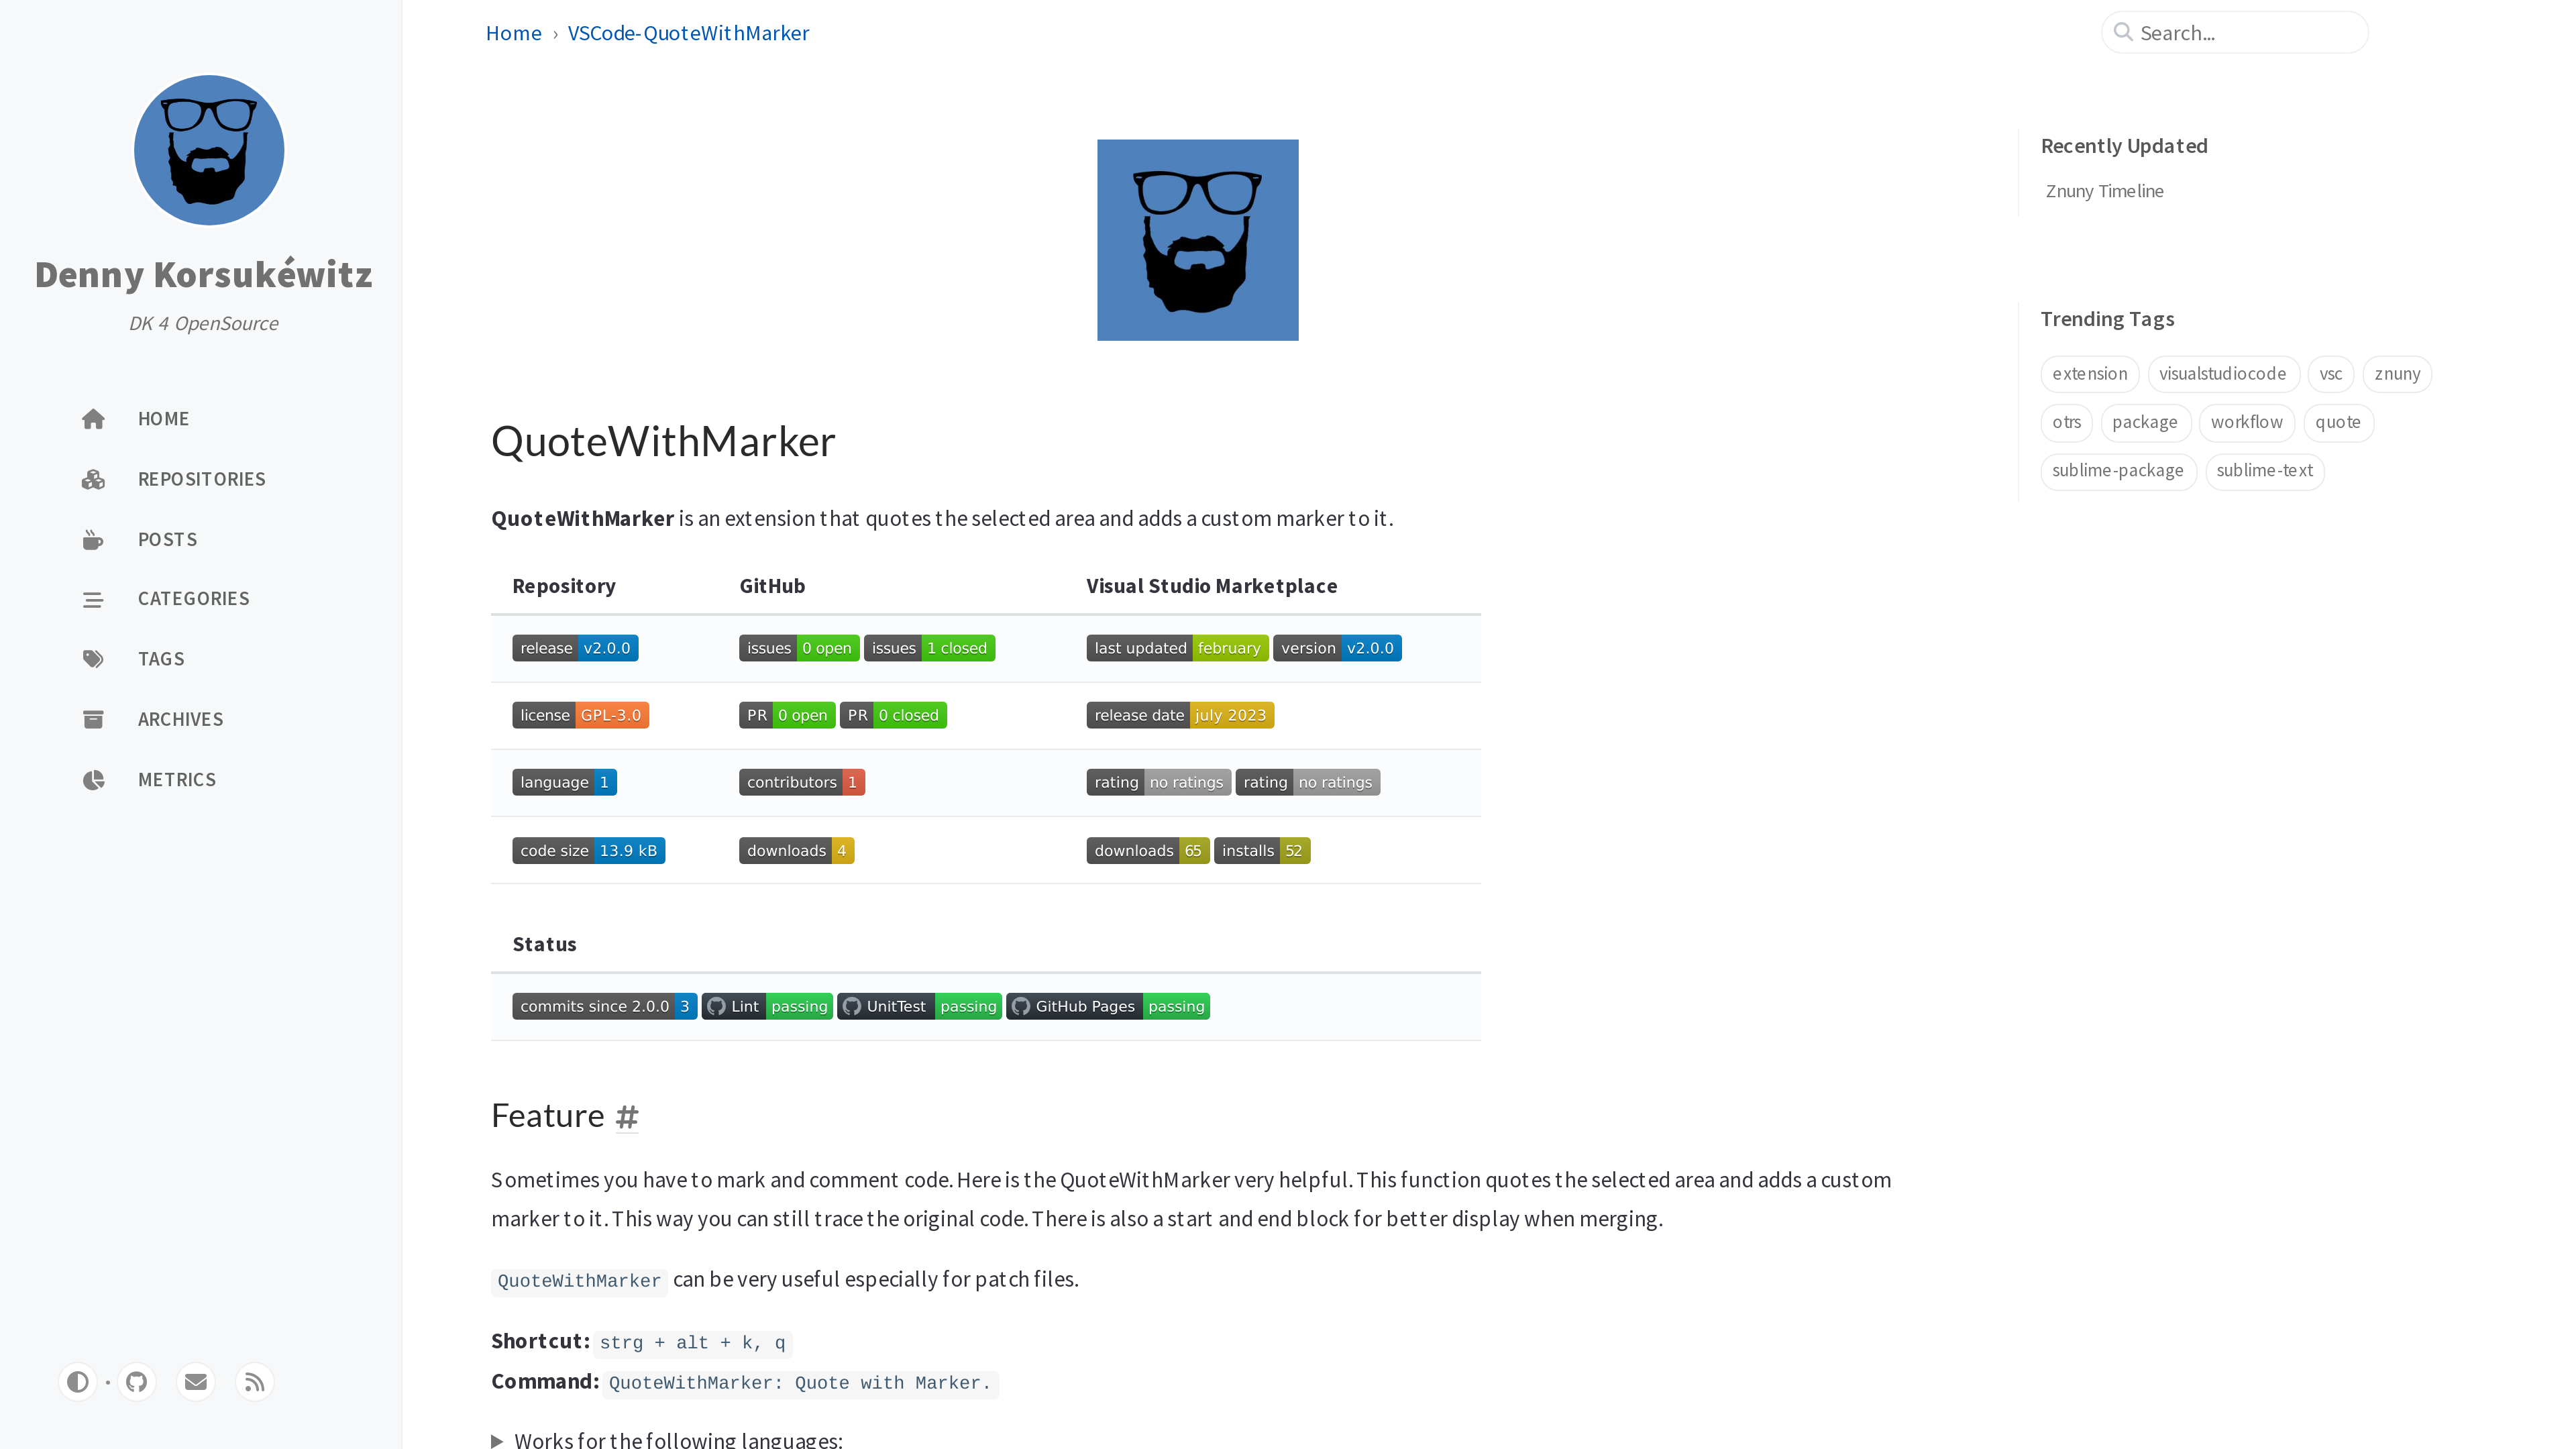 Denny Korsukéwitz
DK 4 OpenSource
HOME
REPOSITORIES
POSTS
CATEGORIES
TAGS
ARCHIVES
METRICS
Home › VSCode-QuoteWithMarker
Search...
QuoteWithMarker
QuoteWithMarker is an extension that quotes the selected area and adds a custom marker to it.
Repository GitHub Visual Studio Marketplace
release v2.0.0 issues 0 open issues 1 closed last updated february version v2.0.0
license GPL-3.0 PR 0 open PR 0 closed release date july 2023
language 1 contributors 1 rating no ratings rating no ratings
code size 13.9 kB downloads 4 downloads 65 installs 52
Status
commits since 2.0.0 3 Lint passing UnitTest passing GitHub Pages passing
Feature #
Sometimes you have to mark and comment code. Here is the QuoteWithMarker very helpful. This function quotes the selected area and adds a custom
marker to it. This way you can still trace the original code. There is also a start and end block for better display when merging.
QuoteWithMarker can be very useful especially for patch files.
Shortcut: strg + alt + k, q
Command: QuoteWithMarker: Quote with Marker.
Works for the following languages:
Recently Updated
Znuny Timeline
Trending Tags
extension visualstudiocode vsc znuny
otrs package workflow quote
sublime-package sublime-text